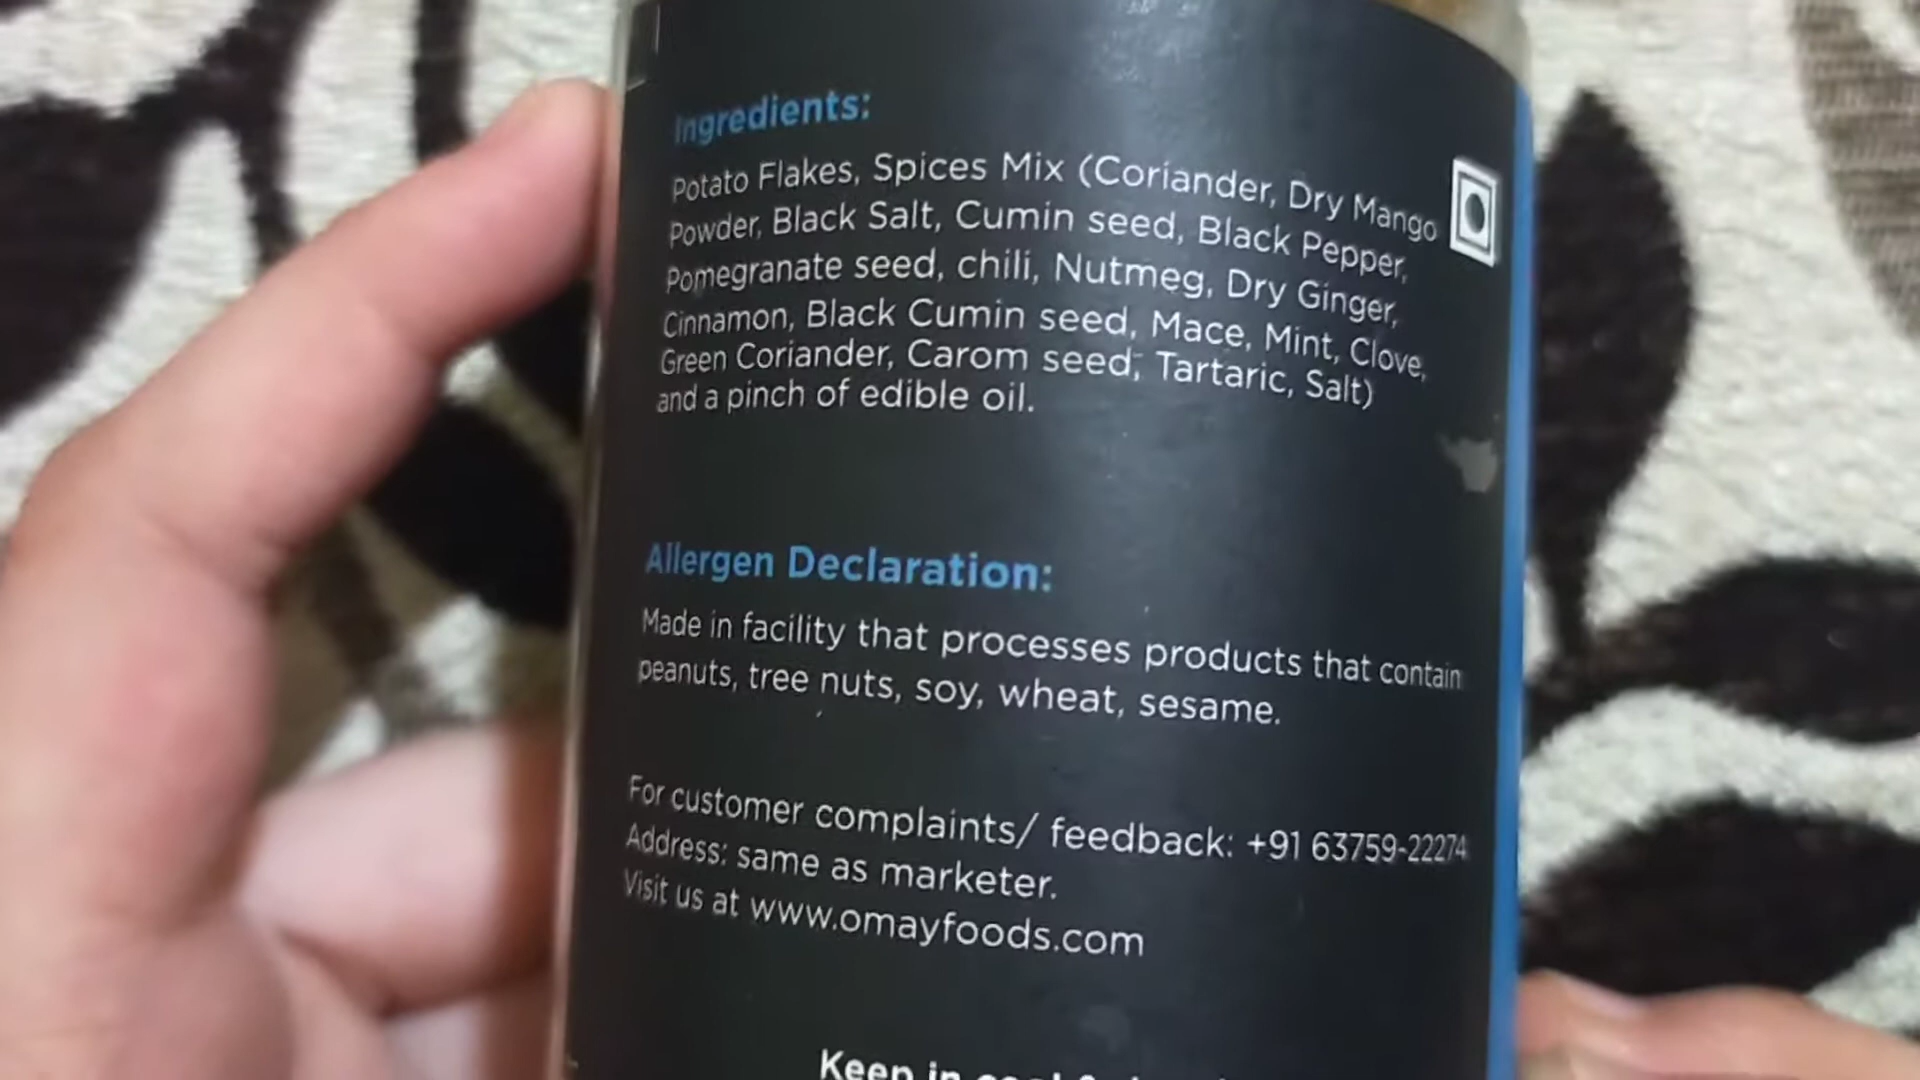 Ingredients:
Potato Flakes, Spices Mix (Coriander, Dry Mango
Powder, Black Salt, Cumin seed, Black Pepper,
Pomegranate seed, chili, Nutmeg, Dry Ginger,
Cinnamon, Black Cumin seed, Mace, Mint, Clove,
Green Coriander, Carom seed, Tartaric, Salt)
and a pinch of edible oil.
Allergen Declaration:
Made in facility that processes products that contain
peanuts, tree nuts, soy, wheat, sesame.
For customer complaints/ feedback: +91 63759-22274
Address: same as marketer.
Visit us at www.omayfoods.com
Keep in